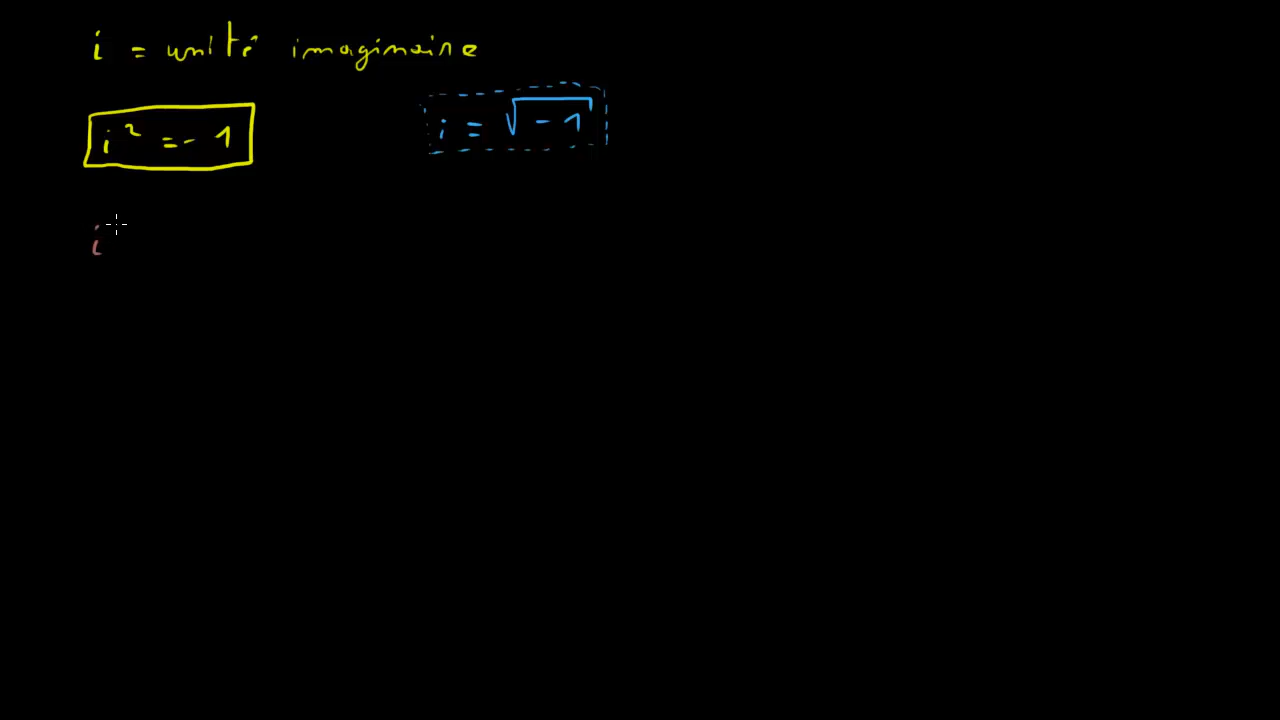 i = unité imaginaire
i² = - 1
i = √-1
i